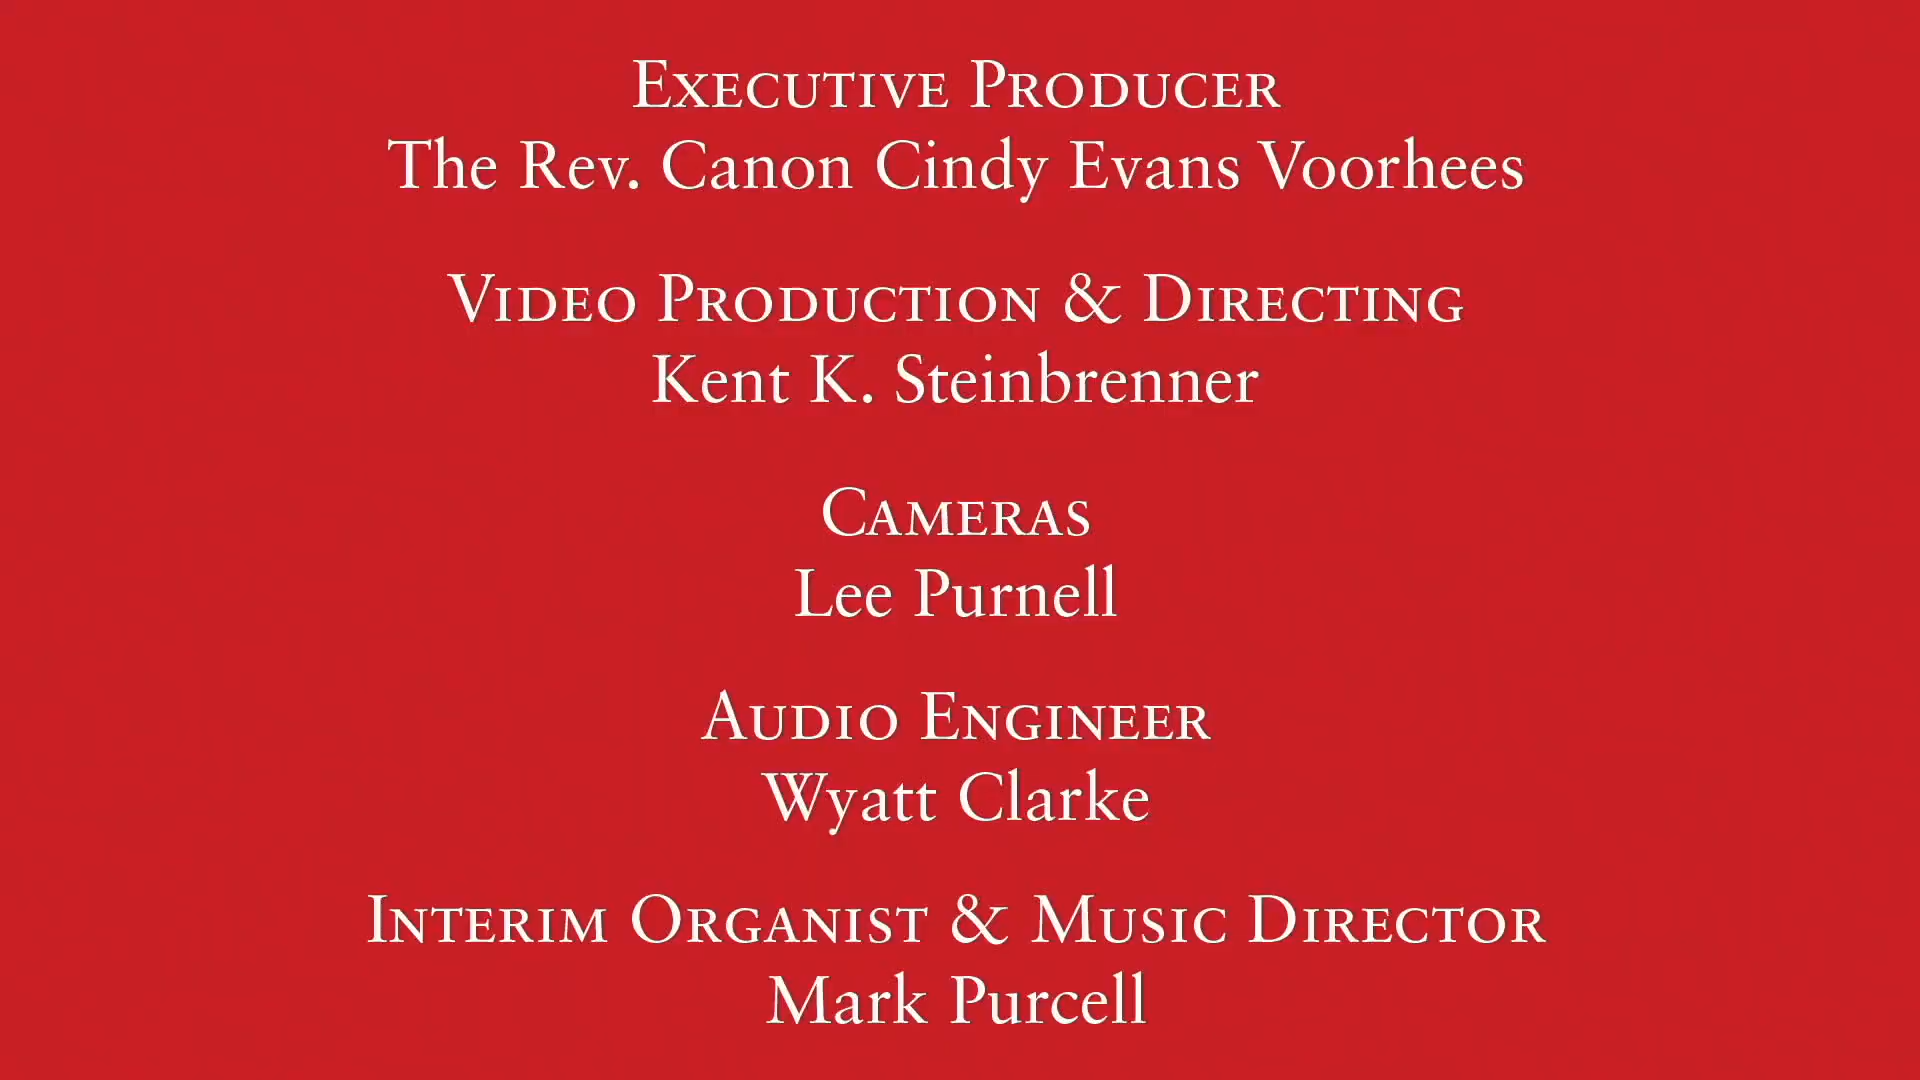 Executive Producer
The Rev. Canon Cindy Evans Voorhees
Video Production & Directing
Kent K. Steinbrenner
Cameras
Lee Purnell
Audio Engineer
Wyatt Clarke
Interim Organist & Music Director
Mark Purcell